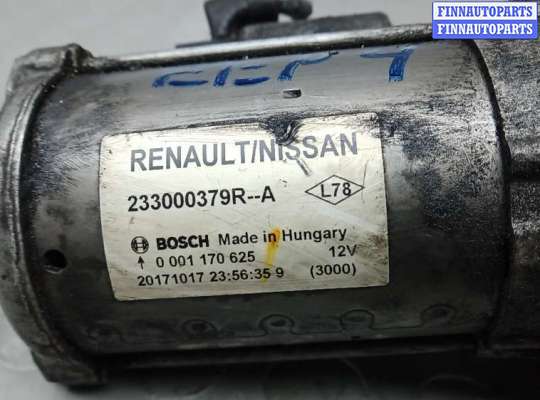 FINNAUTOPARTS
FINNAUTOPARTS
RENAULT/NISSAN
233000379R--A
L78
BOSCH Made in Hungary
0 001 170 625 12V
20171017 23:56:35 9 (3000)